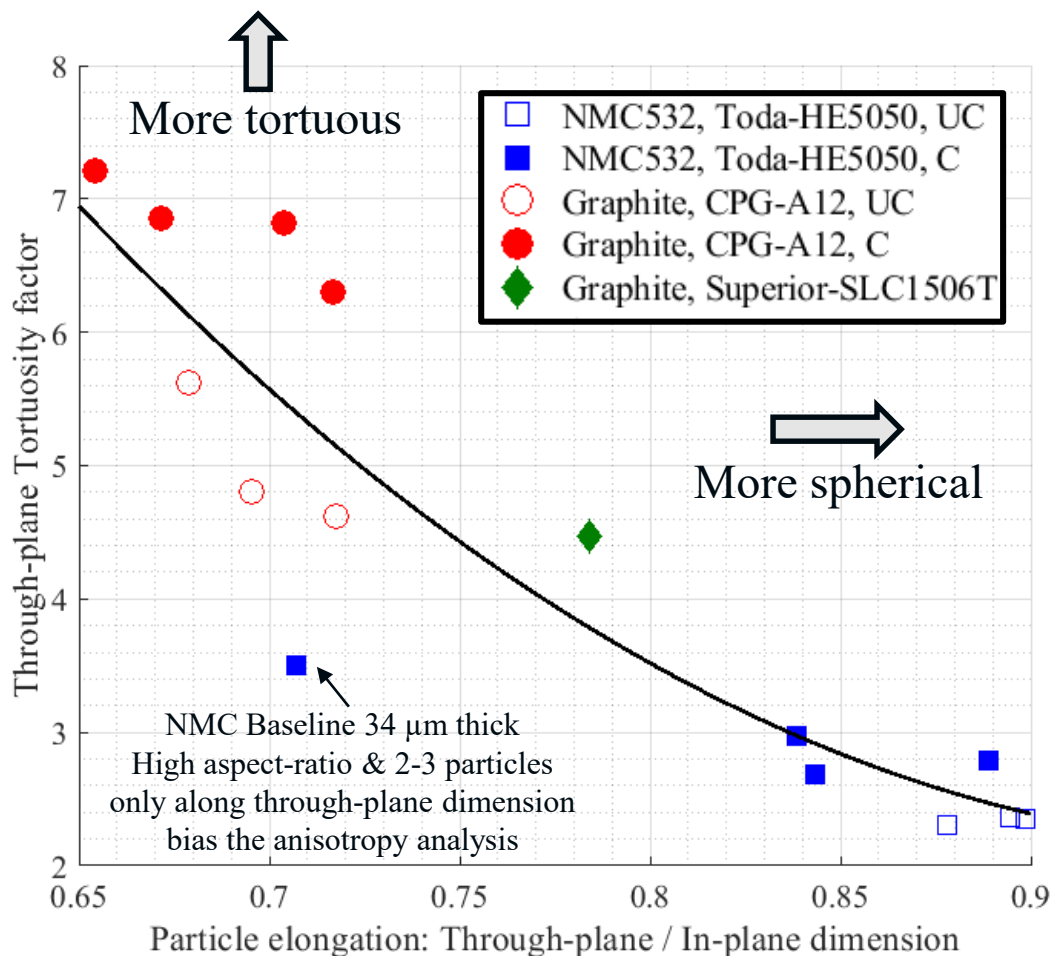 8
More tortuous
NMC532, Toda-HE5050, UC
NMC532, Toda-HE5050, C
Graphite, CPG-A12, UC
Graphite, CPG-A12, C
Graphite, Superior-SLC1506T
7
6
5
4
3
2
Through-plane Tortuosity factor
More spherical
NMC Baseline 34 µm thick
High aspect-ratio & 2-3 particles
only along through-plane dimension
bias the anisotropy analysis
0.65
0.7
0.75
0.8
0.85
0.9
Particle elongation: Through-plane / In-plane dimension